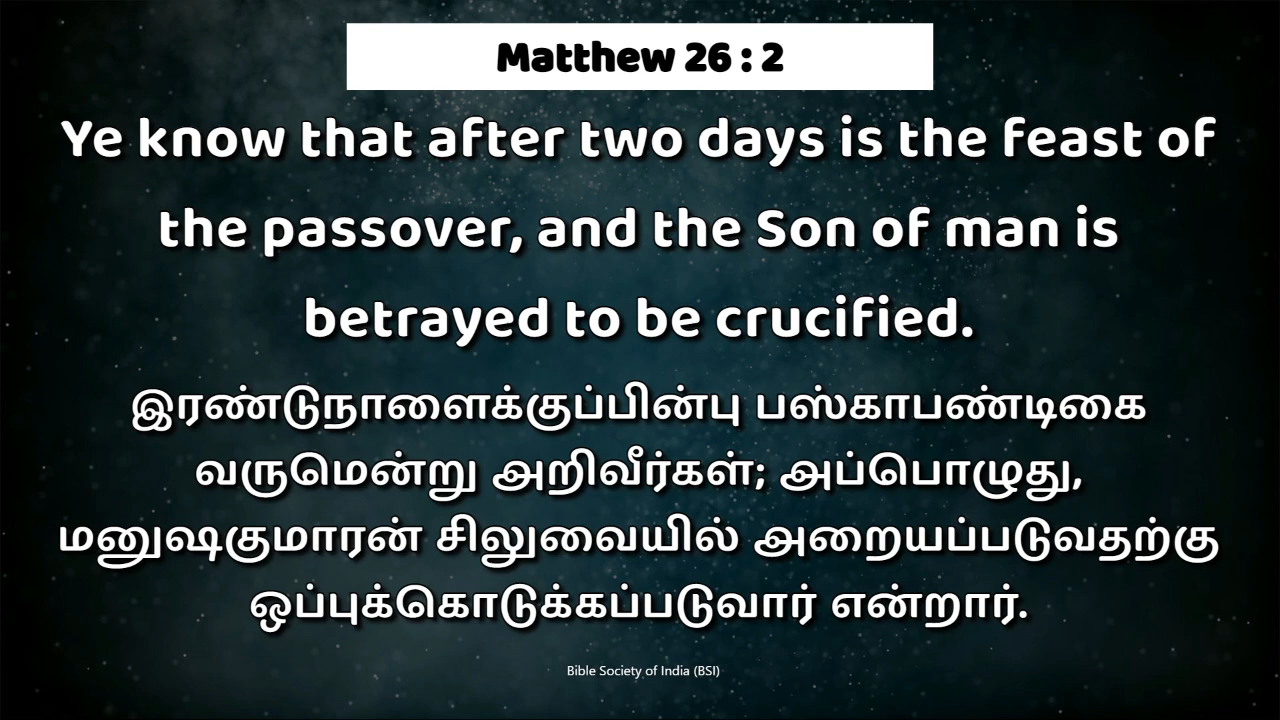 Matthew 26 : 2
Ye know that after two days is the feast of
the passover, and the Son of man is
betrayed to be crucified.
இரண்டுநாளைக்குப்பின்பு பஸ்காபண்டிகை
வருமென்று அறிவீர்கள்; அப்பொழுது,
மனுஷகுமாரன் சிலுவையில் அறையப்படுவதற்கு
ஒப்புக்கொடுக்கப்படுவார் என்றார்.
Bible Society of India (BSI)